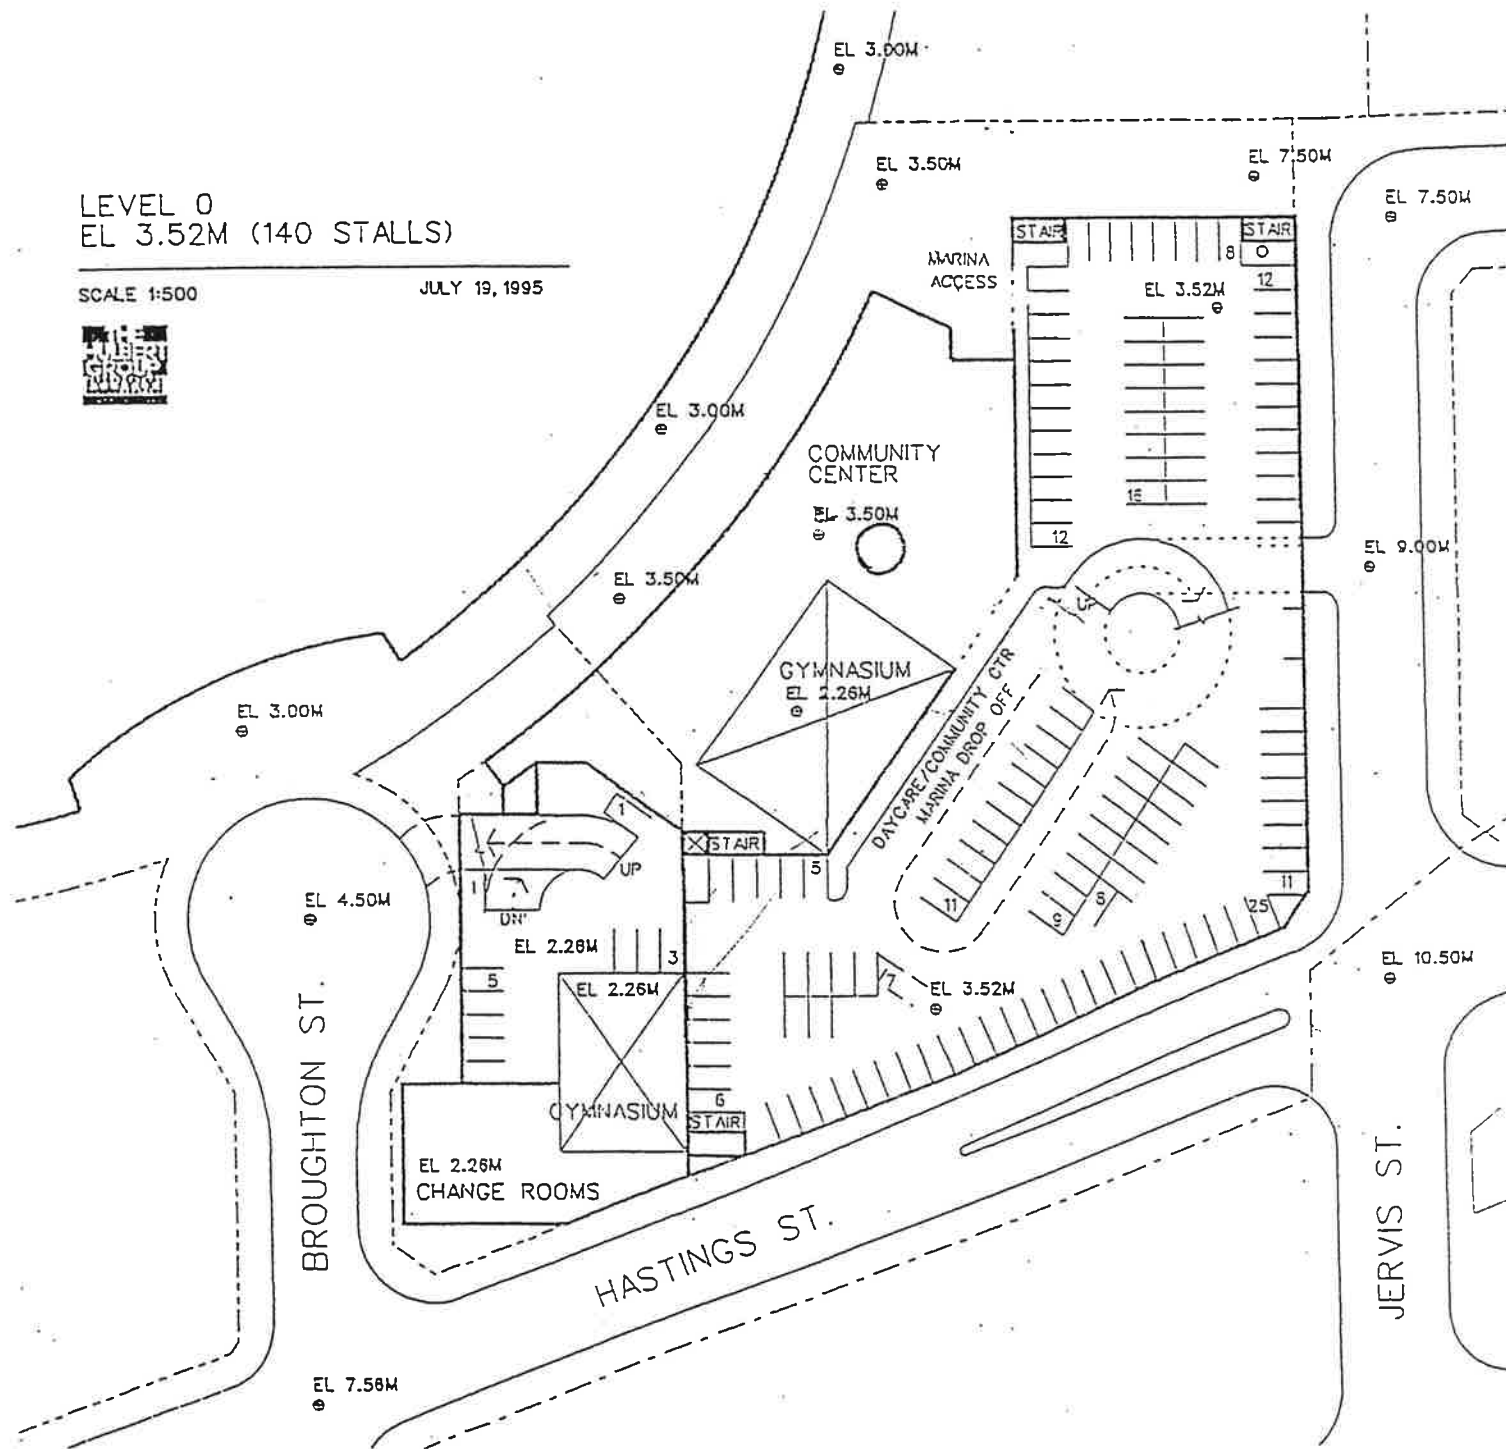 EL 3.00M
LEVEL 0
EL 3.52M (140 STALLS)
SCALE 1:500
JULY 19, 1995
THE
HULBERT
GROUP
EL 3.50M
EL 7.50M
EL 7.50M
STAIR
STAIR
8
MARINA
ACCESS
EL 3.52M
12
EL 3.00M
COMMUNITY
CENTER
EL 3.50M
16
12
EL 9.00M
EL 3.50M
UP
GYMNASIUM
EL 2.26M
DAYCARE/COMMUNITY CTR
MARINA DROP OFF
EL 3.00M
1
UP
STAIR
5
1
DN
11
9
8
11
25
EL 4.50M
EL 2.26M
3
5
EL 2.26M
7
EL 3.52M
EL 10.50M
6
GYMNASIUM
STAIR
EL 2.26M
CHANGE ROOMS
BROUGHTON ST.
HASTINGS ST.
JERVIS ST.
EL 7.56M